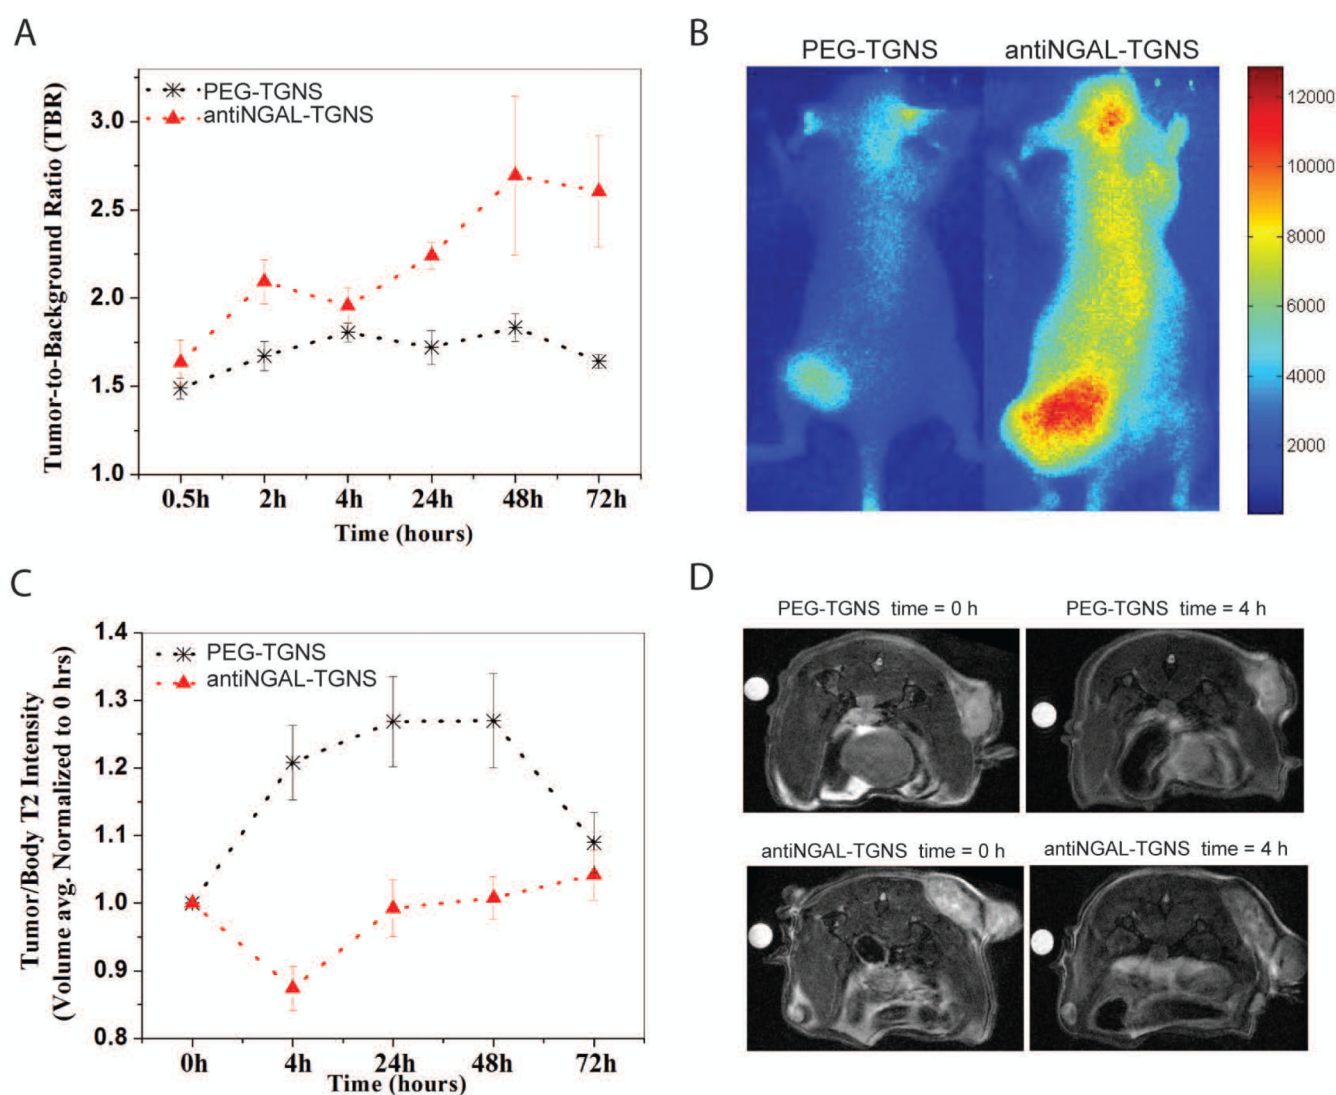 A
PEG-TGNS
antiNGAL-TGNS
Tumor-to-Background Ratio (TBR)
3.0
2.5
2.0
1.5
1.0
0.5h 2h 4h 24h 48h 72h
Time (hours)
B
PEG-TGNS antiNGAL-TGNS
12000
10000
8000
6000
4000
2000
C
PEG-TGNS
antiNGAL-TGNS
Tumor/Body T2 Intensity
(Volume avg. Normalized to 0 hrs)
1.4
1.3
1.2
1.1
1.0
0.9
0.8
0h 4h 24h 48h 72h
Time (hours)
D
PEG-TGNS time = 0 h
PEG-TGNS time = 4 h
antiNGAL-TGNS time = 0 h
antiNGAL-TGNS time = 4 h